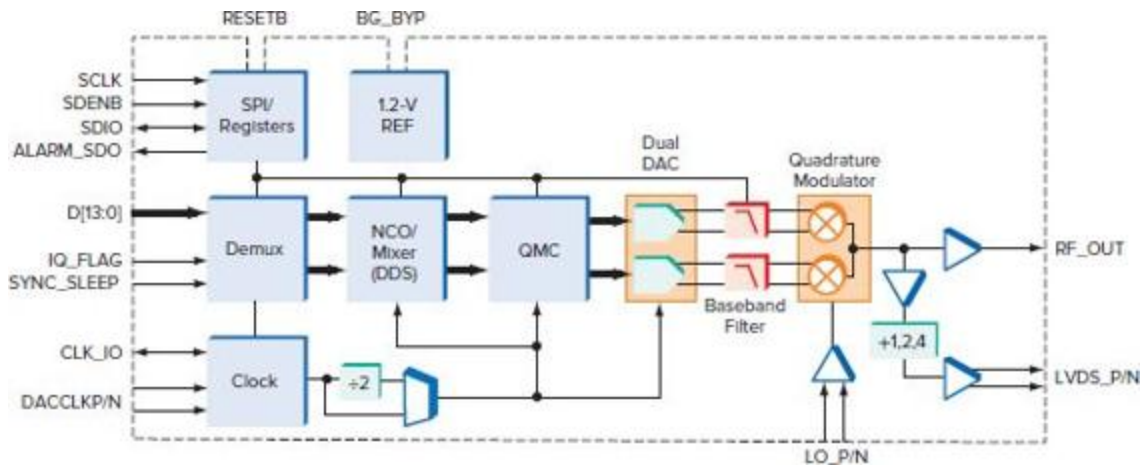 RESETB
BG_BYP
SCLK
SDENB
SDIO
ALARM_SDO
SPI/
Registers
1.2-V
REF
Dual
DAC
Quadrature
Modulator
D[13:0]
IQ_FLAG
SYNC_SLEEP
Demux
NCO/
Mixer
(DDS)
QMC
RF_OUT
Baseband
Filter
÷1,2,4
CLK_IO
DACCLKP/N
Clock
÷2
LVDS_P/N
LO_P/N